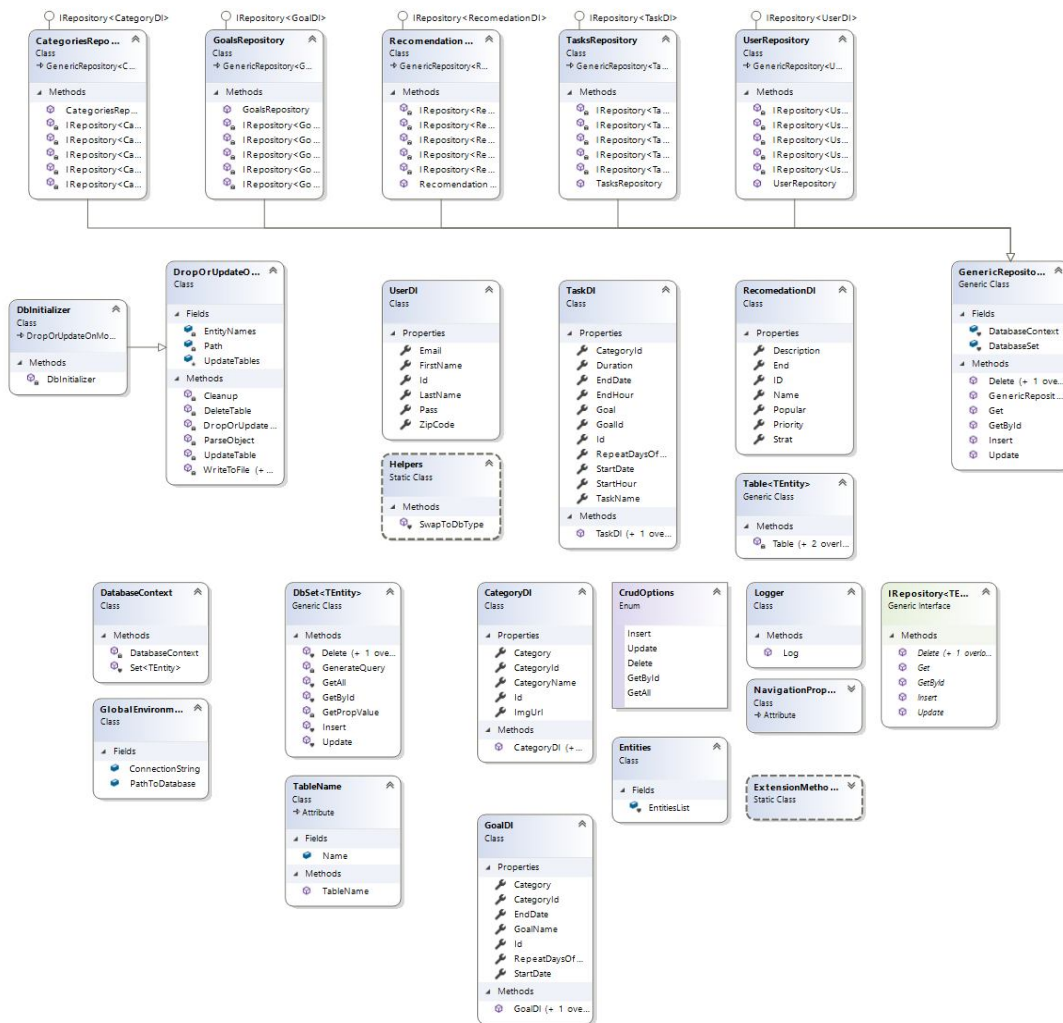 IRepository<CategoryDI>
CategoriesRepo ...
Class
GenericRepository<C...
Methods
CategoriesRep...
IRepository<Ca...
IRepository<Ca...
IRepository<Ca...
IRepository<Ca...
IRepository<Ca...
IRepository<GoalDI>
GoalsRepository
Class
GenericRepository<G...
Methods
GoalsRepository
IRepository<Go...
IRepository<Go...
IRepository<Go...
IRepository<Go...
IRepository<Go...
IRepository<RecomedationDI>
Recomendation ...
Class
GenericRepository<R...
Methods
IRepository<Re...
IRepository<Re...
IRepository<Re...
IRepository<Re...
IRepository<Re...
Recomendation ...
IRepository<TaskDI>
TasksRepository
Class
GenericRepository<Ta...
Methods
IRepository<Ta...
IRepository<Ta...
IRepository<Ta...
IRepository<Ta...
IRepository<Ta...
TasksRepository
IRepository<UserDI>
UserRepository
Class
GenericRepository<U...
Methods
IRepository<Us...
IRepository<Us...
IRepository<Us...
IRepository<Us...
IRepository<Us...
UserRepository
DbInitializer
Class
DropOrUpdateOnMo...
Methods
DbInitializer
DropOrUpdateO...
Class
Fields
EntityNames
Path
UpdateTables
Methods
Cleanup
DeleteTable
DropOrUpdate...
ParseObject
UpdateTable
WriteToFile (+ ...
UserDI
Class
Properties
Email
FirstName
Id
LastName
Pass
ZipCode
Helpers
Static Class
Methods
SwapToDbType
TaskDI
Class
Properties
CategoryId
Duration
EndDate
EndHour
Goal
GoalId
Id
RepeatDaysOf...
StartDate
StartHour
TaskName
Methods
TaskDI (+ 1 ove...
RecomedationDI
Class
Properties
Description
End
ID
Name
Popular
Priority
Strat
Table<TEntity>
Generic Class
Methods
Table (+ 2 overl...
GenericReposito...
Generic Class
Fields
DatabaseContext
DatabaseSet
Methods
Delete (+ 1 ove...
GenericReposit...
Get
GetById
Insert
Update
DatabaseContext
Class
Methods
DatabaseContext
Set<TEntity>
GlobalEnvironm...
Class
Fields
ConnectionString
PathToDatabase
DbSet<TEntity>
Generic Class
Methods
Delete (+ 1 ove...
GenerateQuery
GetAll
GetById
GetPropValue
Insert
Update
TableName
Class
Attribute
Fields
Name
Methods
TableName
CategoryDI
Class
Properties
Category
CategoryId
CategoryName
Id
ImgUrl
Methods
CategoryDI (+ ...
GoalDI
Class
Properties
Category
CategoryId
EndDate
GoalName
Id
RepeatDaysOf...
StartDate
Methods
GoalDI (+ 1 ove...
CrudOptions
Enum
Insert
Update
Delete
GetById
GetAll
Entities
Class
Fields
EntitiesList
Logger
Class
Methods
Log
NavigationProp...
Class
Attribute
ExtensionMetho...
Static Class
IRepository<TE...
Generic Interface
Methods
Delete (+ 1 overlo...
Get
GetById
Insert
Update